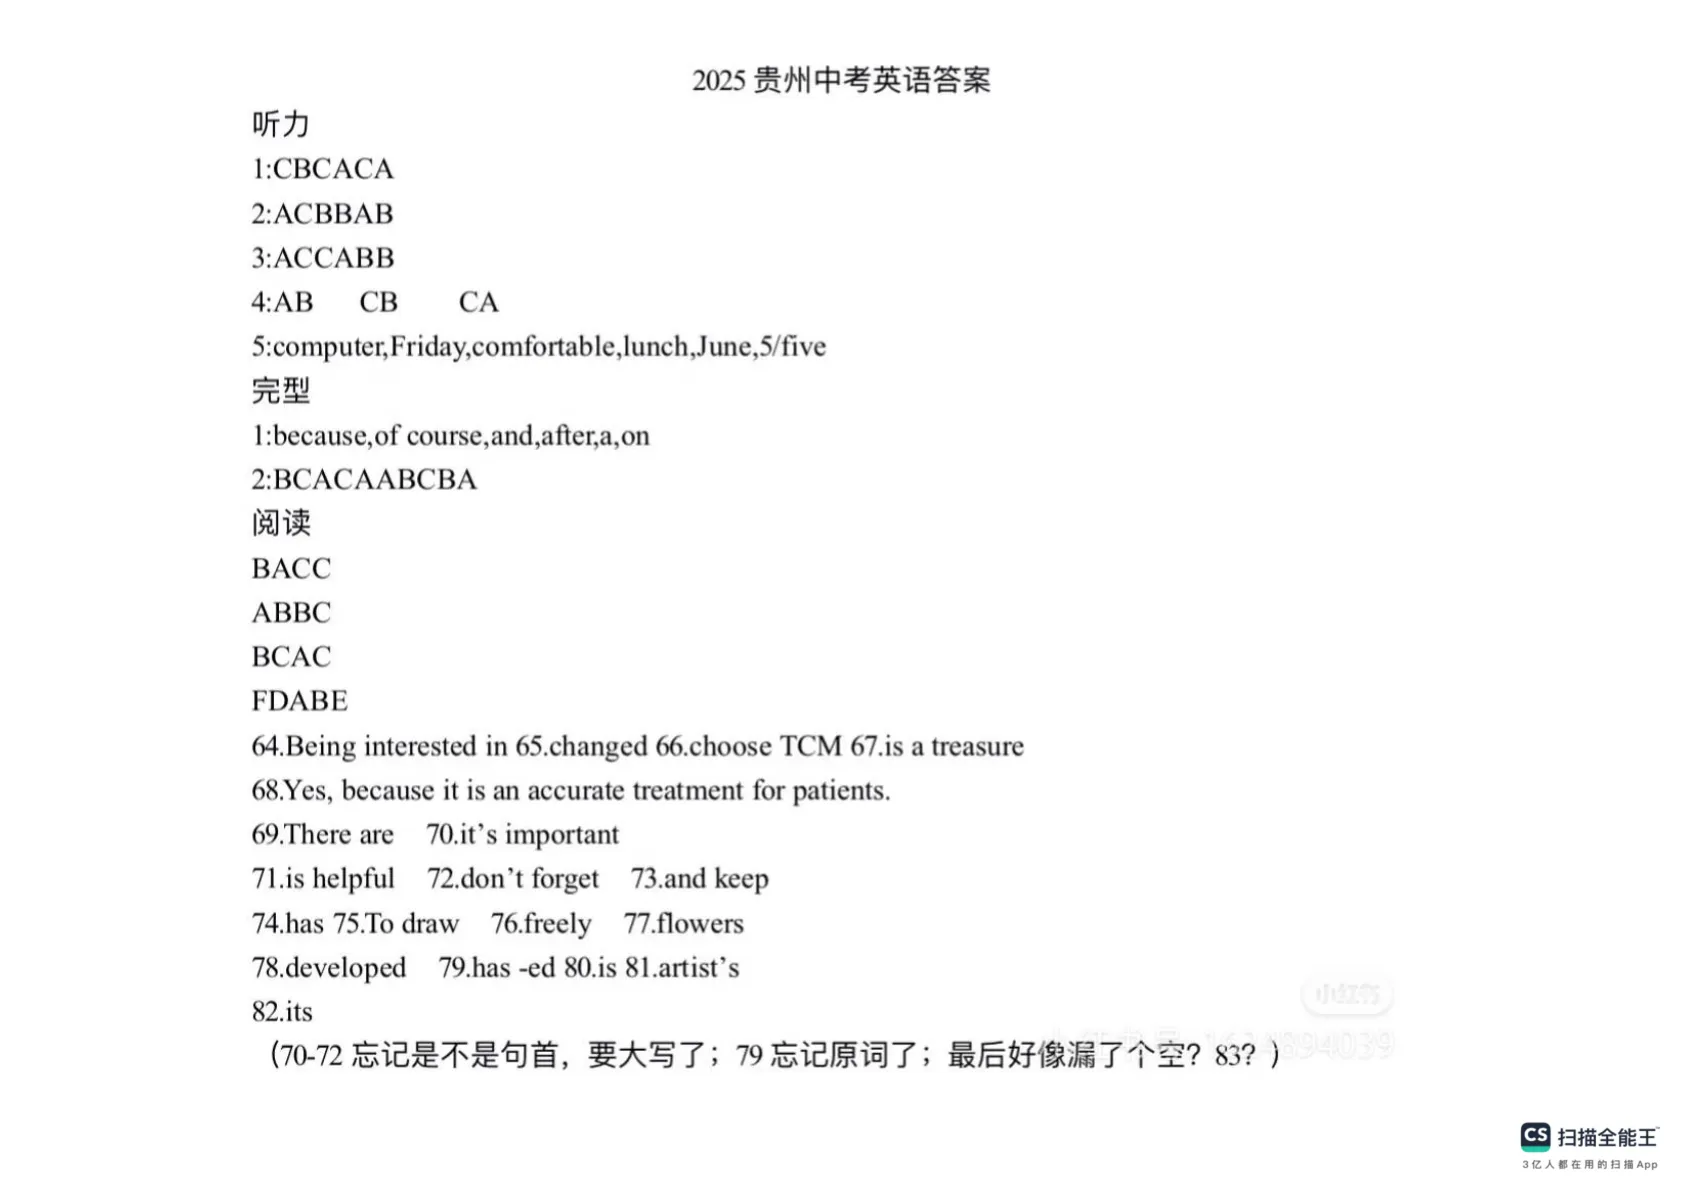 2025 贵州中考英语答案
听力
1:CBCACA
2:ACBBAB
3:ACCABB
4:AB CB CA
5:computer,Friday,comfortable,lunch,June,5/five
完型
1:because,of course,and,after,a,on
2:BCACAABCBA
阅读
BACC
ABBC
BCAC
FDABE
64.Being interested in 65.changed 66.choose TCM 67.is a treasure
68.Yes, because it is an accurate treatment for patients.
69.There are 70.it’s important
71.is helpful 72.don’t forget 73.and keep
74.has 75.To draw 76.freely 77.flowers
78.developed 79.has -ed 80.is 81.artist’s
82.its
小红书
（70-72 忘记是不是句首，要大写了；79 忘记原词了；最后好像漏了个空？83？）
CS 扫描全能王
3亿人都在用的扫描App